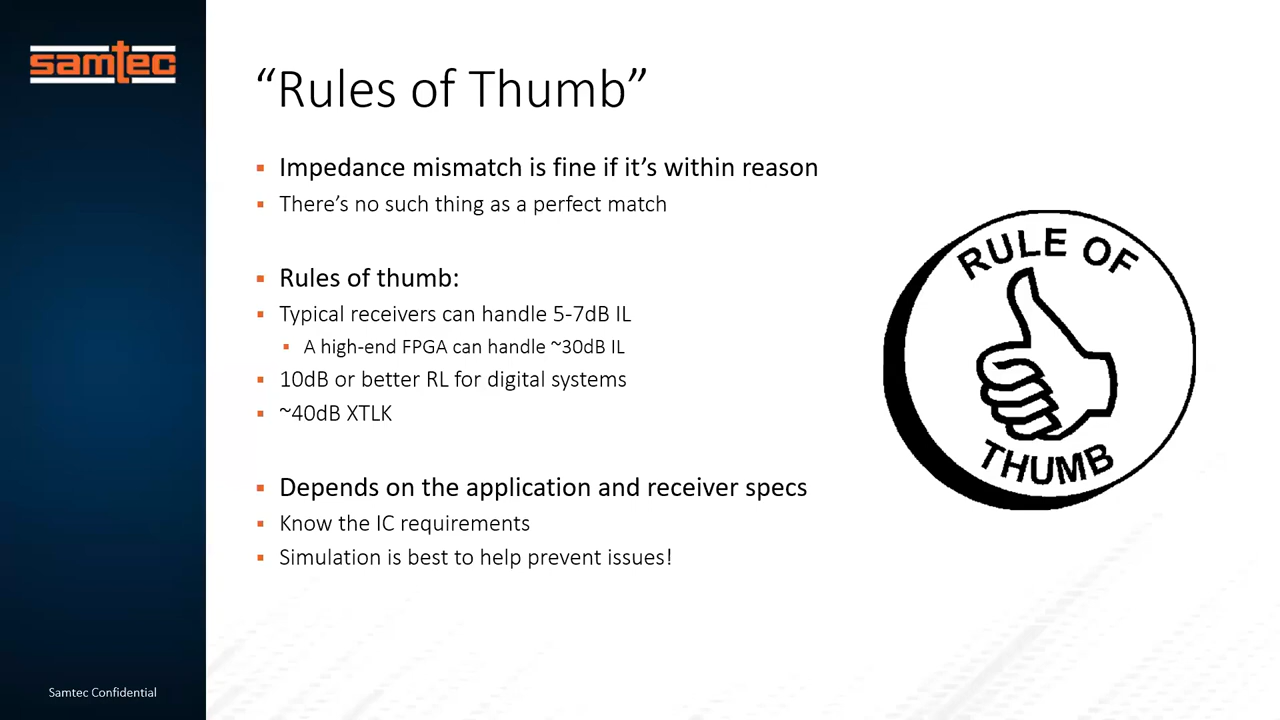 samtec
“Rules of Thumb”
Impedance mismatch is fine if it’s within reason
There’s no such thing as a perfect match
Rules of thumb:
Typical receivers can handle 5-7dB IL
A high-end FPGA can handle ~30dB IL
10dB or better RL for digital systems
~40dB XTLK
Depends on the application and receiver specs
Know the IC requirements
Simulation is best to help prevent issues!
RULE OF
THUMB
Samtec Confidential